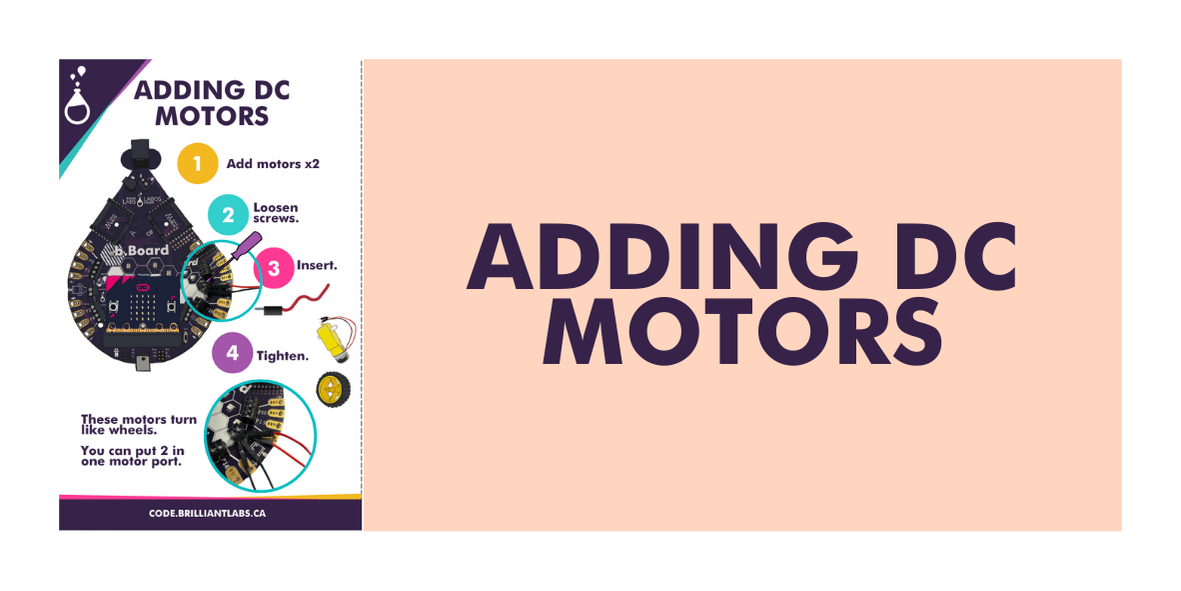 ADDING DC
MOTORS
1
Add motors x2
2
Loosen
screws.
b.Board
3
Insert.
4
Tighten.
These motors turn
like wheels.
You can put 2 in
one motor port.
CODE.BRILLIANTLABS.CA
ADDING DC
MOTORS